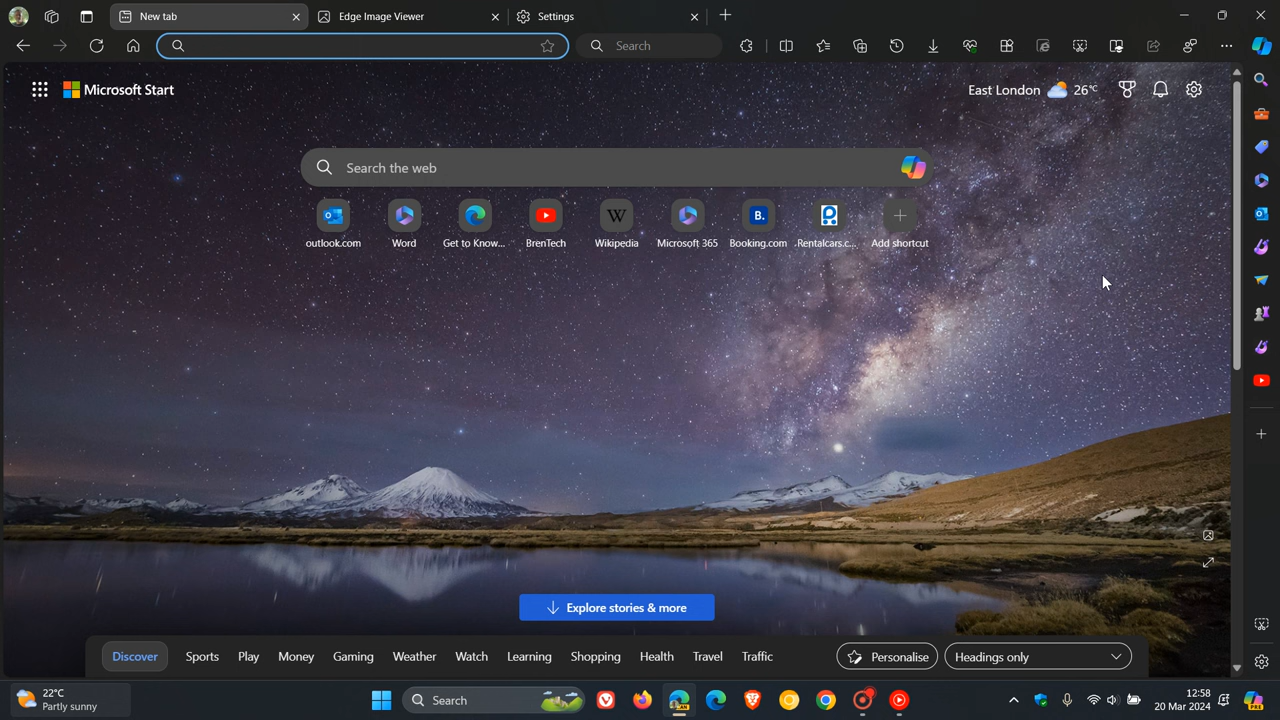 New tab
Edge Image Viewer
Settings
Search
Microsoft Start
East London
26°C
Search the web
outlook.com
Word
Get to Know...
BrenTech
W
Wikipedia
Microsoft 365
B.
Booking.com
Rentalcars.c...
Add shortcut
Explore stories & more
Discover
Sports
Play
Money
Gaming
Weather
Watch
Learning
Shopping
Health
Travel
Traffic
Personalise
Headings only
22°C
Partly sunny
Search
CAN
12:58
20 Mar 2024
PRE